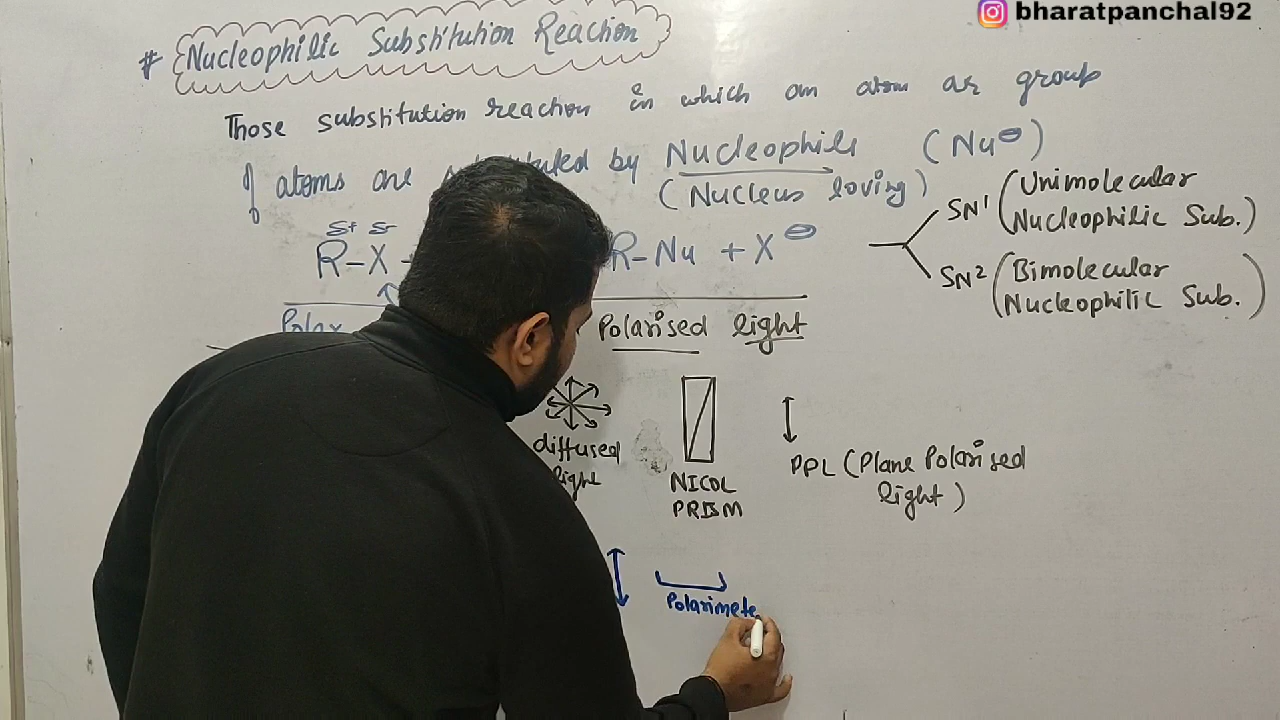 bharatpanchal92
# Nucleophilic Substitution Reaction
Those substitution reaction in which an atom or group
of atoms are by Nucleophile (Nu⊖)
(Nucleus loving)
SN¹ (Unimolecular
Nucleophilic Sub.)
δ+ δ-
R-X R-Nu + X⊖
SN² (Bimolecular
Nucleophilic Sub.)
Polarised light
diffused
light
NICOL
PRISM
PPL (Plane Polarised
light)
Polarimete